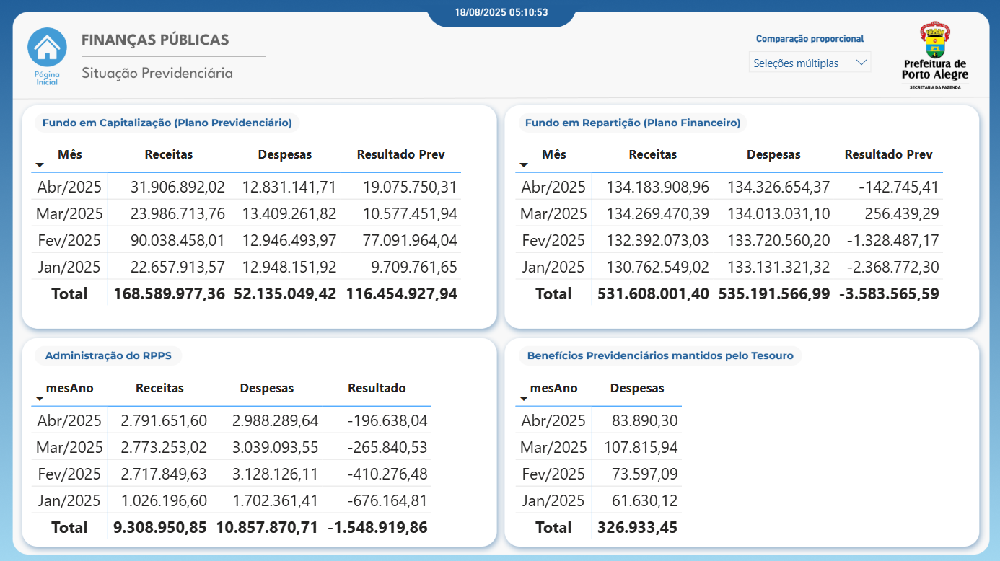 18/08/2025 05:10:53
FINANÇAS PÚBLICAS
Situação Previdenciária
Página
Inicial
Comparação proporcional
Seleções múltiplas
Prefeitura de
Porto Alegre
SECRETARIA DA FAZENDA
Fundo em Capitalização (Plano Previdenciário)
Mês Receitas Despesas Resultado Prev
Abr/2025 31.906.892,02 12.831.141,71 19.075.750,31
Mar/2025 23.986.713,76 13.409.261,82 10.577.451,94
Fev/2025 90.038.458,01 12.946.493,97 77.091.964,04
Jan/2025 22.657.913,57 12.948.151,92 9.709.761,65
Total 168.589.977,36 52.135.049,42 116.454.927,94
Fundo em Repartição (Plano Financeiro)
Mês Receitas Despesas Resultado Prev
Abr/2025 134.183.908,96 134.326.654,37 -142.745,41
Mar/2025 134.269.470,39 134.013.031,10 256.439,29
Fev/2025 132.392.073,03 133.720.560,20 -1.328.487,17
Jan/2025 130.762.549,02 133.131.321,32 -2.368.772,30
Total 531.608.001,40 535.191.566,99 -3.583.565,59
Administração do RPPS
mesAno Receitas Despesas Resultado
Abr/2025 2.791.651,60 2.988.289,64 -196.638,04
Mar/2025 2.773.253,02 3.039.093,55 -265.840,53
Fev/2025 2.717.849,63 3.128.126,11 -410.276,48
Jan/2025 1.026.196,60 1.702.361,41 -676.164,81
Total 9.308.950,85 10.857.870,71 -1.548.919,86
Benefícios Previdenciários mantidos pelo Tesouro
mesAno Despesas
Abr/2025 83.890,30
Mar/2025 107.815,94
Fev/2025 73.597,09
Jan/2025 61.630,12
Total 326.933,45